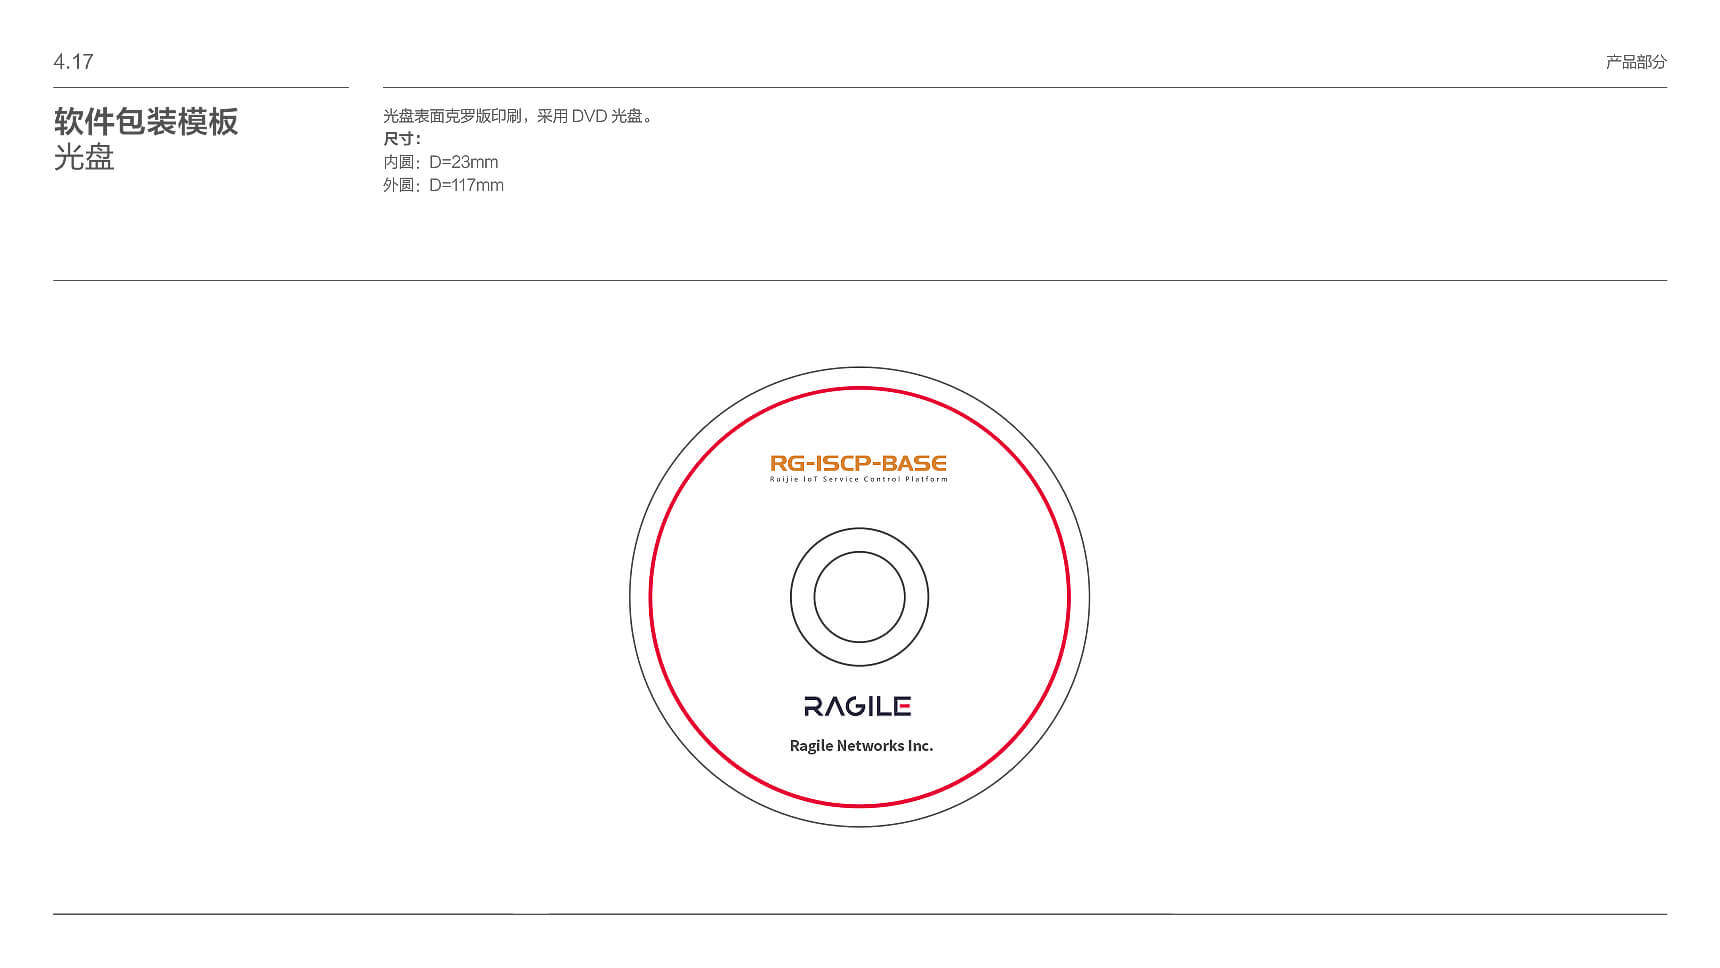 4.17
产品部分
软件包装模板
光盘
光盘表面克罗版印刷，采用 DVD 光盘。
尺寸：
内圆：D=23mm
外圆：D=117mm
RG-ISCP-BASE
Ruijie IoT Service Control Platform
RAGILE
Ragile Networks Inc.